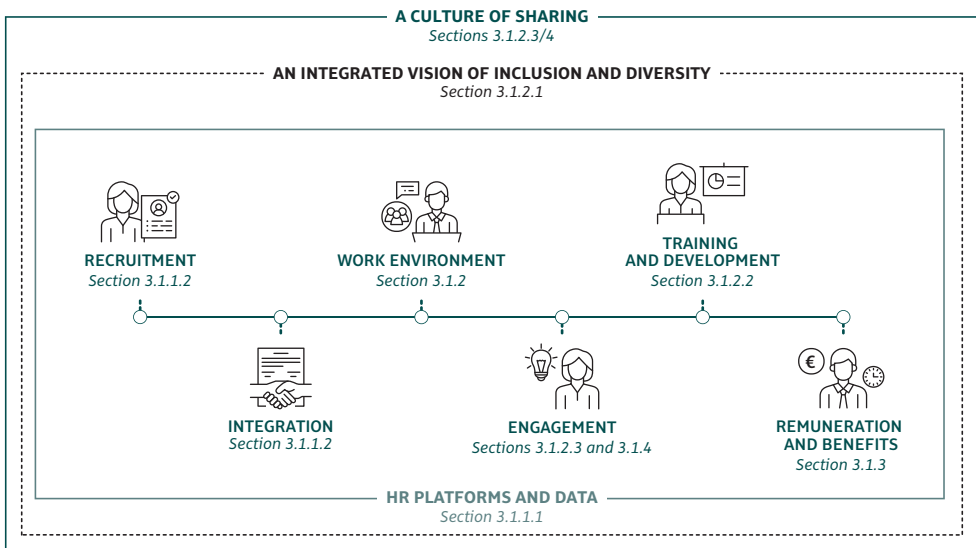 A CULTURE OF SHARING
Sections 3.1.2.3/4
AN INTEGRATED VISION OF INCLUSION AND DIVERSITY
Section 3.1.2.1
RECRUITMENT
Section 3.1.1.2
WORK ENVIRONMENT
Section 3.1.2
TRAINING
AND DEVELOPMENT
Section 3.1.2.2
INTEGRATION
Section 3.1.1.2
ENGAGEMENT
Sections 3.1.2.3 and 3.1.4
€
REMUNERATION
AND BENEFITS
Section 3.1.3
HR PLATFORMS AND DATA
Section 3.1.1.1